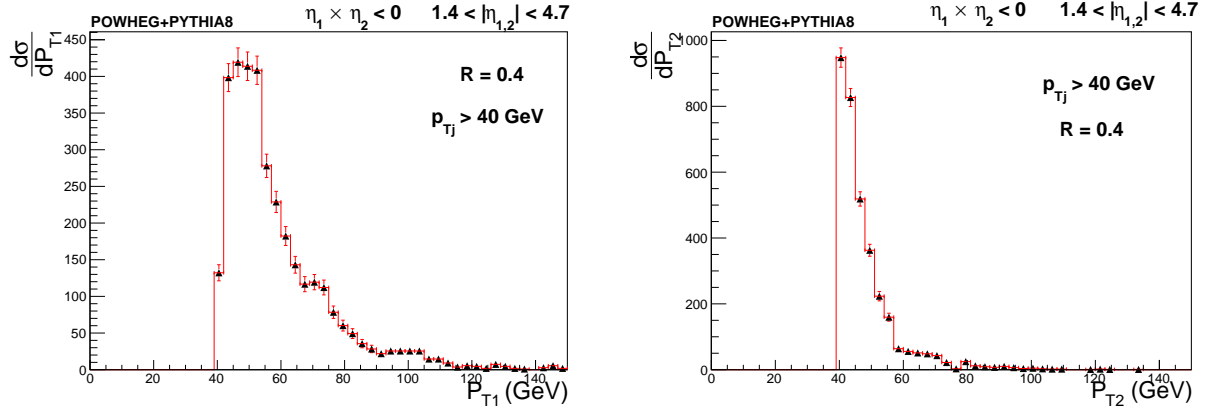 POWHEG+PYTHIA8
η1 × η2 < 0 1.4 < |η1,2| < 4.7
dσ
dPT1
R = 0.4
pTj > 40 GeV
450
400
350
300
250
200
150
100
50
0
0 20 40 60 80 100 120 140
PT1 (GeV)
POWHEG+PYTHIA8
η1 × η2 < 0 1.4 < |η1,2| < 4.7
dσ
dPT2
pTj > 40 GeV
R = 0.4
1000
800
600
400
200
0
0 20 40 60 80 100 120 140
PT2 (GeV)